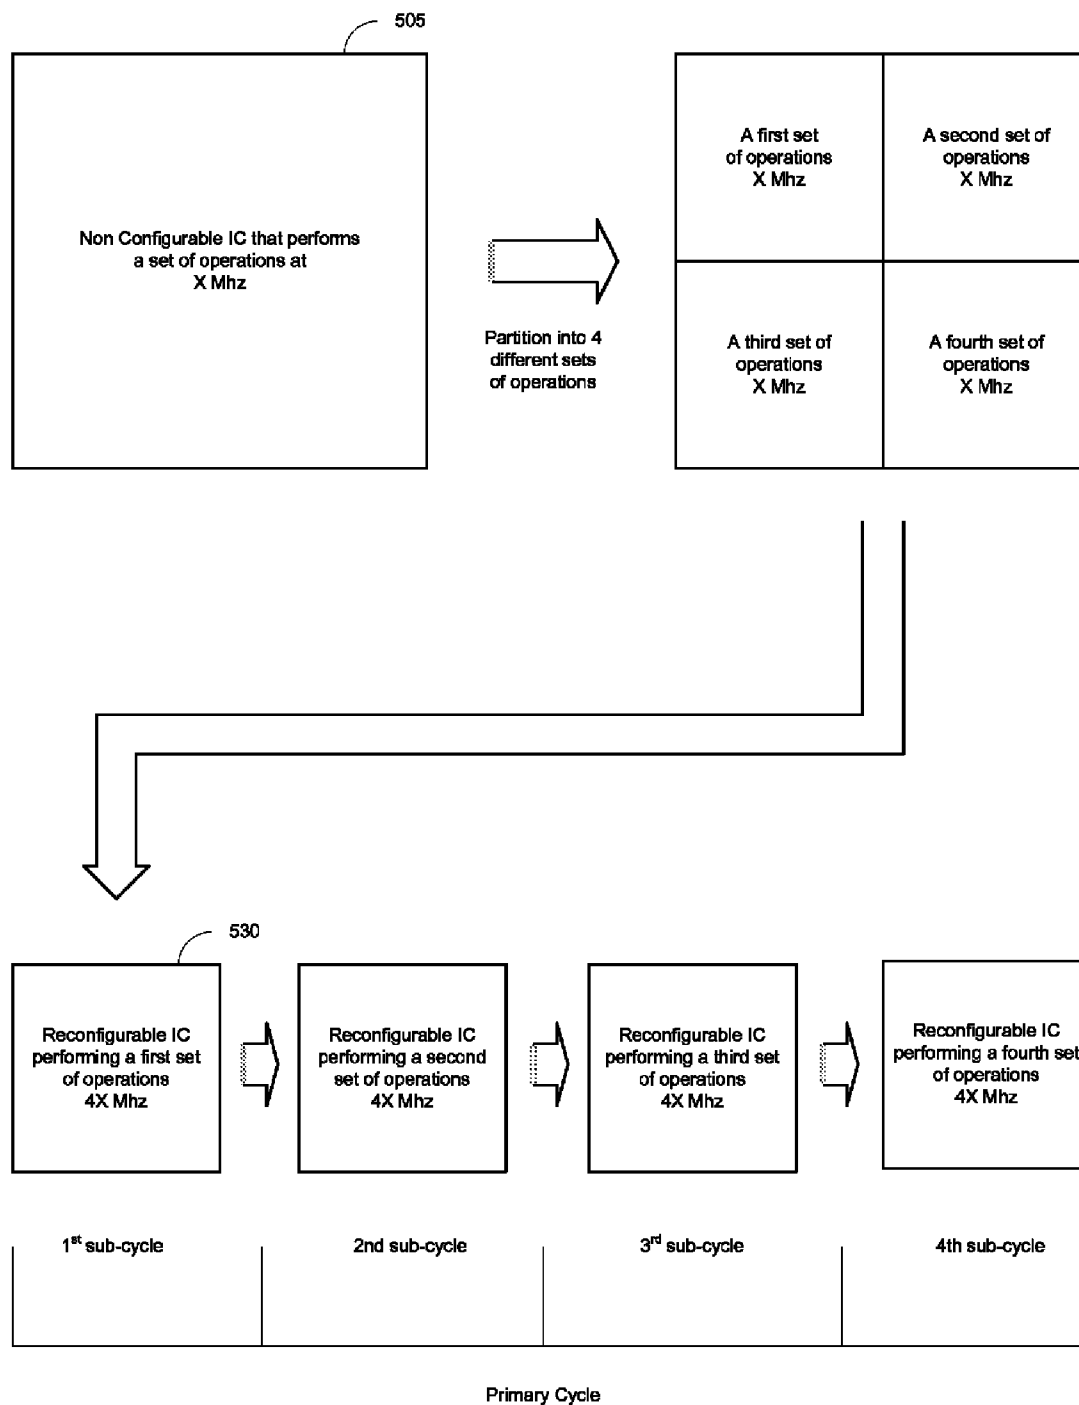 505
Non Configurable IC that performs
a set of operations at
X Mhz
Partition into 4
different sets
of operations
A first set
of operations
X Mhz
A second set of
operations
X Mhz
A third set of
operations
X Mhz
A fourth set of
operations
X Mhz
530
Reconfigurable IC
performing a first set
of operations
4X Mhz
Reconfigurable IC
performing a second
set of operations
4X Mhz
Reconfigurable IC
performing a third set
of operations
4X Mhz
Reconfigurable IC
performing a fourth set
of operations
4X Mhz
1st sub-cycle
2nd sub-cycle
3rd sub-cycle
4th sub-cycle
Primary Cycle